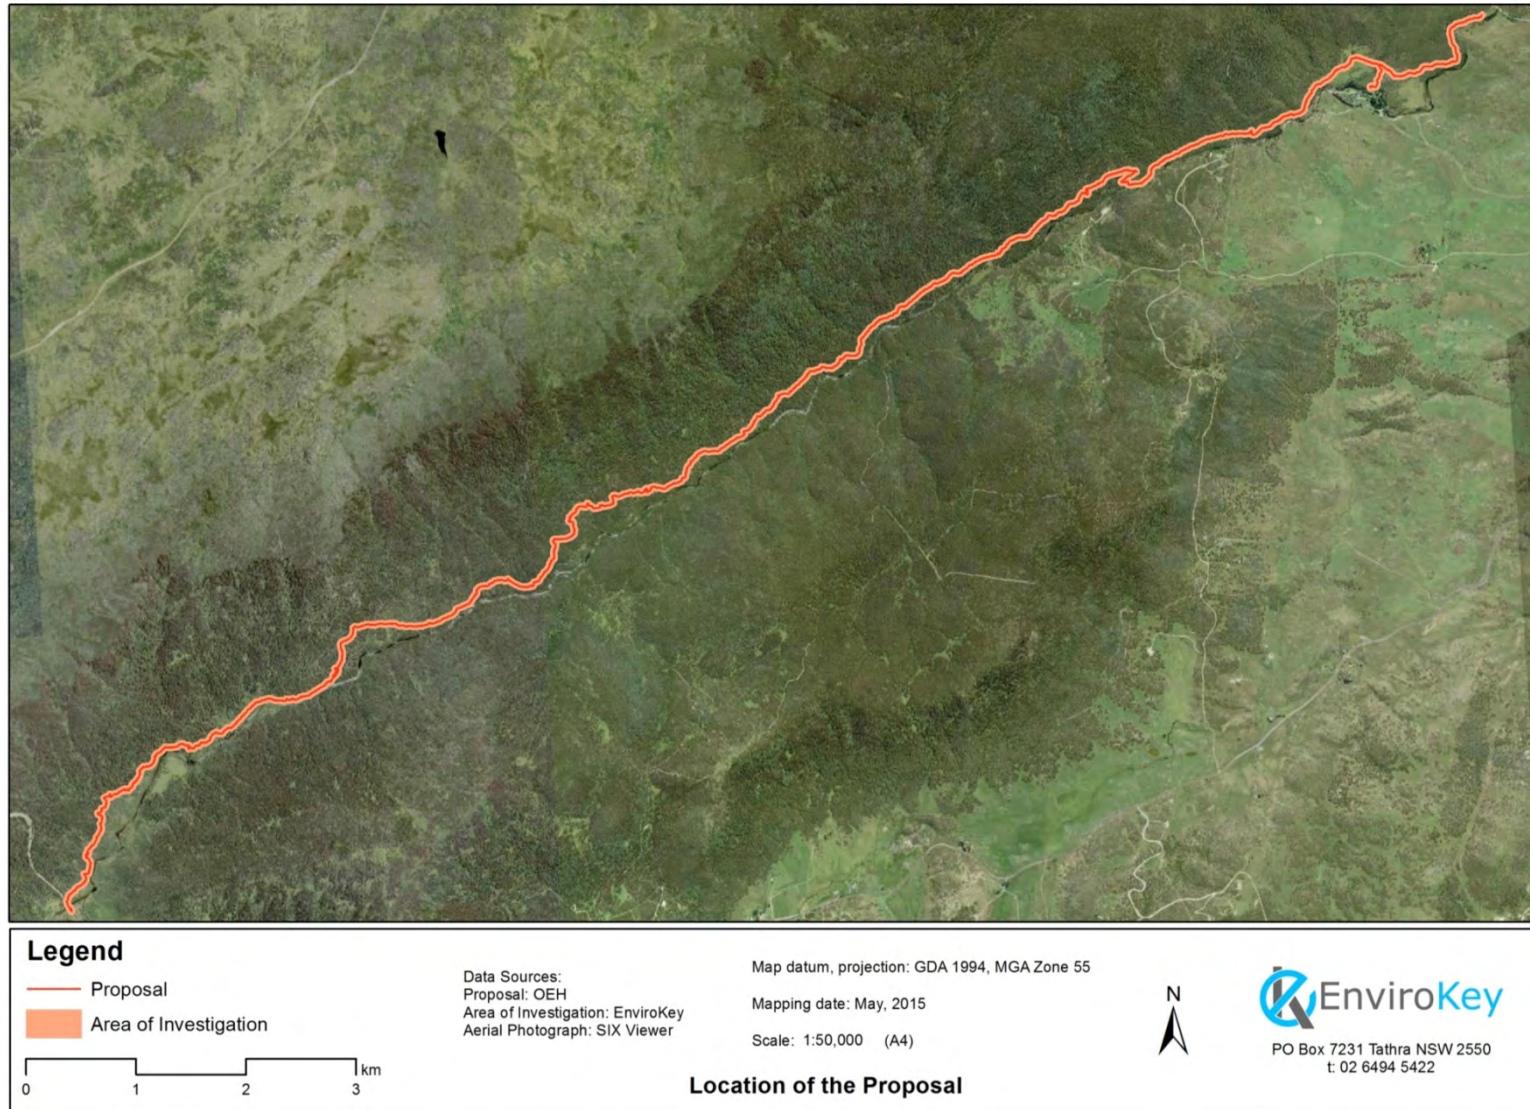 Legend
Proposal
Area of Investigation
0 1 2 3 km
Data Sources:
Proposal: OEH
Area of Investigation: EnviroKey
Aerial Photograph: SIX Viewer
Map datum, projection: GDA 1994, MGA Zone 55
Mapping date: May, 2015
Scale: 1:50,000 (A4)
Location of the Proposal
N
EnviroKey
PO Box 7231 Tathra NSW 2550
t: 02 6494 5422